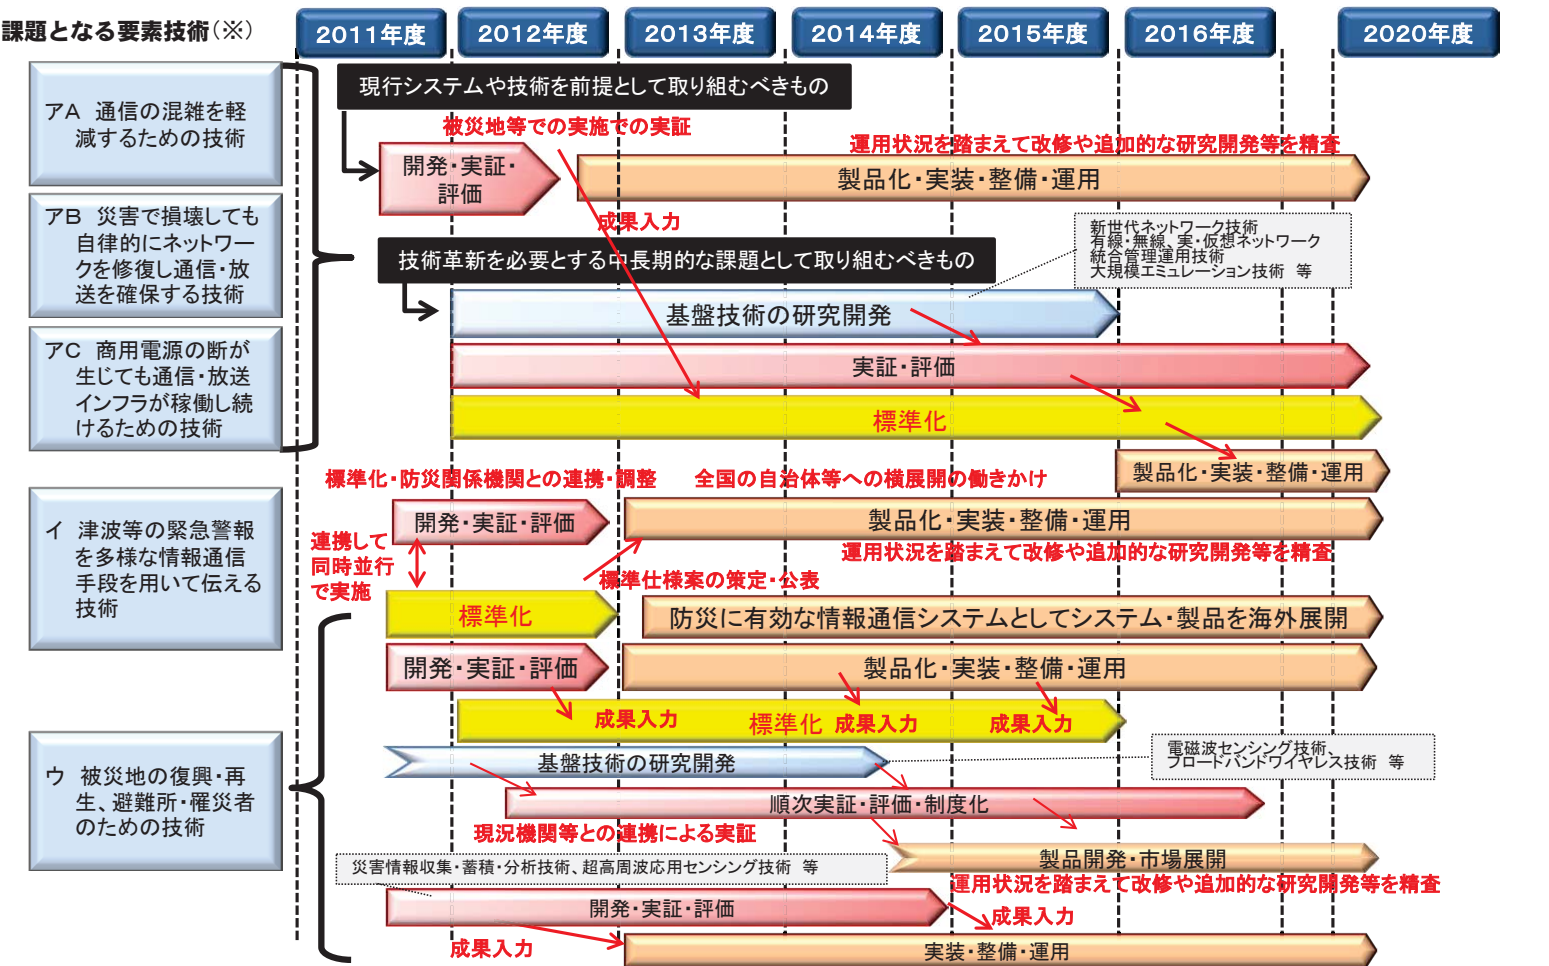 課題となる要素技術(※)
2011年度
2012年度
2013年度
2014年度
2015年度
2016年度
2020年度
アA 通信の混雑を軽
減するための技術
アB 災害で損壊しても
自律的にネットワー
クを修復し通信・放
送を確保する技術
アC 商用電源の断が
生じても通信・放送
インフラが稼働し続
けるための技術
現行システムや技術を前提として取り組むべきもの
被災地等での実施での実証
運用状況を踏まえて改修や追加的な研究開発等を精査
開発・実証・
評価
製品化・実装・整備・運用
成果入力
新世代ネットワーク技術
有線・無線、実・仮想ネットワーク
統合管理運用技術
大規模エミュレーション技術 等
技術革新を必要とする中長期的な課題として取り組むべきもの
基盤技術の研究開発
実証・評価
標準化
製品化・実装・整備・運用
イ 津波等の緊急警報
を多様な情報通信
手段を用いて伝える
技術
標準化・防災関係機関との連携・調整
全国の自治体等への横展開の働きかけ
開発・実証・評価
製品化・実装・整備・運用
連携して
同時並行
で実施
運用状況を踏まえて改修や追加的な研究開発等を精査
標準仕様案の策定・公表
標準化
防災に有効な情報通信システムとしてシステム・製品を海外展開
ウ 被災地の復興・再
生、避難所・罹災者
のための技術
開発・実証・評価
製品化・実装・整備・運用
成果入力
標準化
成果入力
成果入力
基盤技術の研究開発
電磁波センシング技術、
ブロードバンドワイヤレス技術 等
順次実証・評価・制度化
現況機関等との連携による実証
製品開発・市場展開
災害情報収集・蓄積・分析技術、超高周波応用センシング技術 等
運用状況を踏まえて改修や追加的な研究開発等を精査
開発・実証・評価
成果入力
成果入力
実装・整備・運用